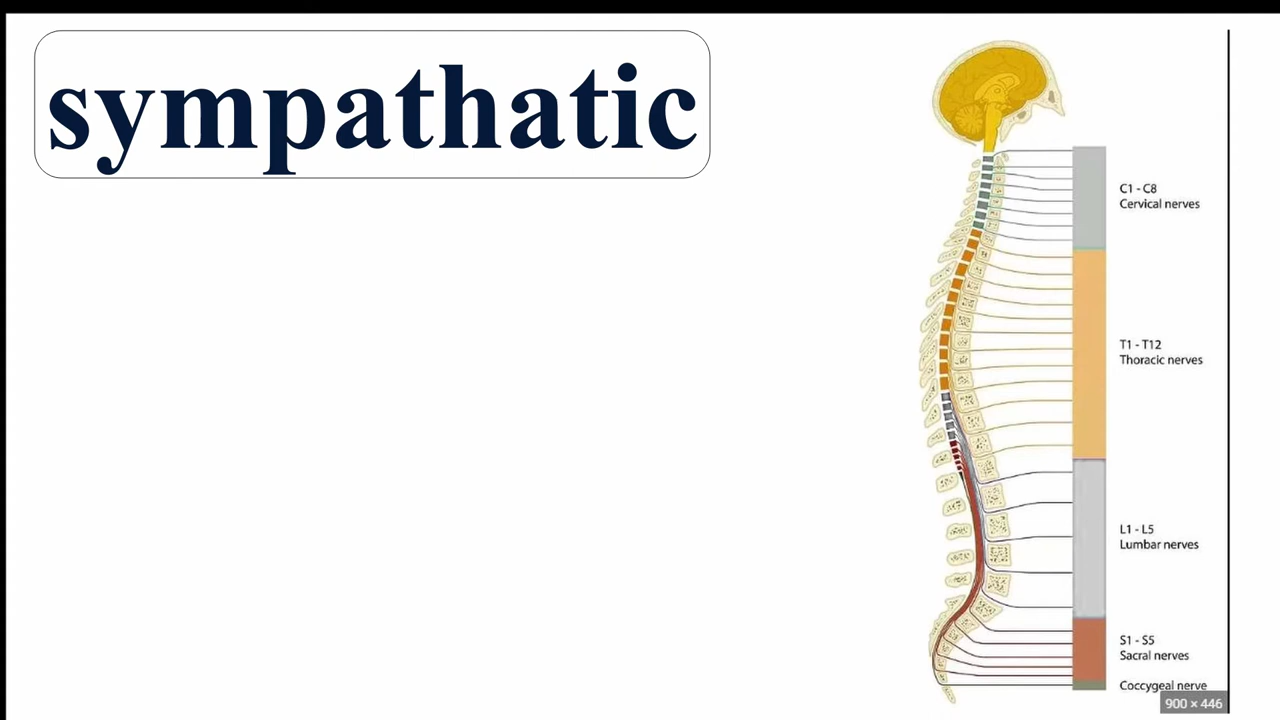 sympathatic
C1 - C8
Cervical nerves
T1 - T12
Thoracic nerves
L1 - L5
Lumbar nerves
S1 - S5
Sacral nerves
Coccygeal nerve
900 × 446